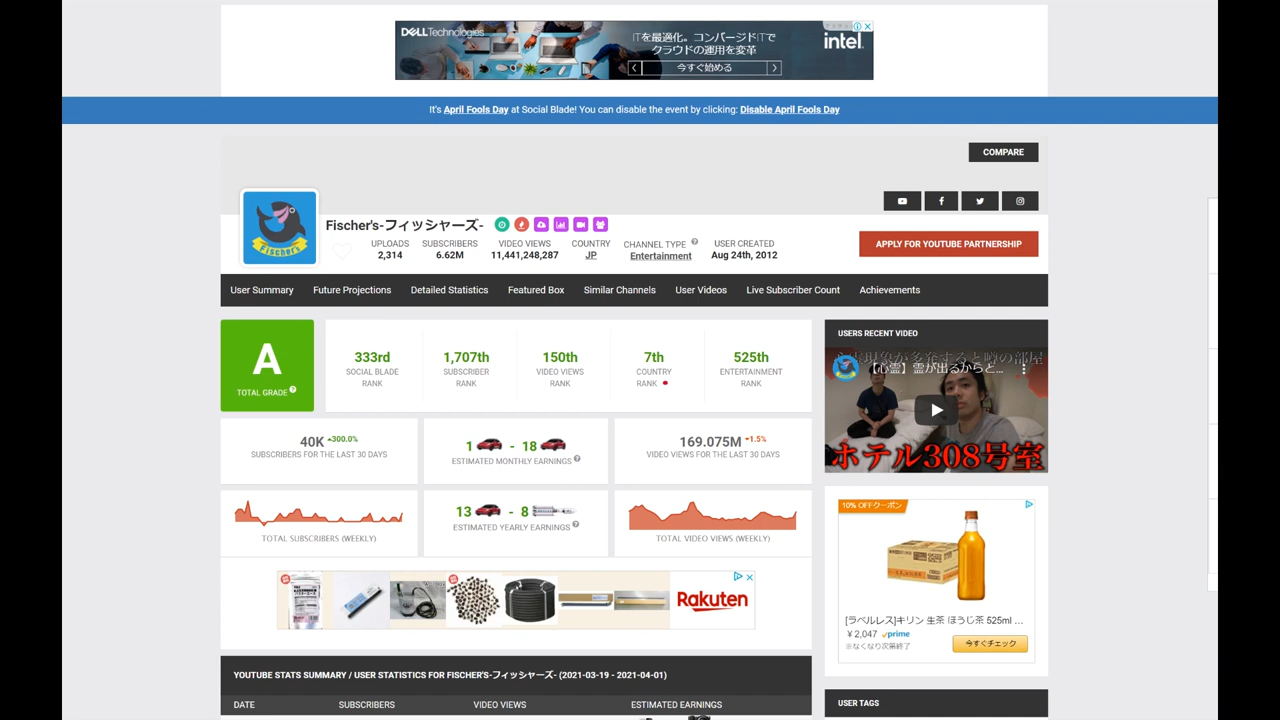 DELL Technologies
ITを最適化。コンバージドITで
クラウドの運用を変革
今すぐ始める
intel.
It's April Fools Day at Social Blade! You can disable the event by clicking: Disable April Fools Day
COMPARE
Fischer's-フィッシャーズ-
UPLOADS
2,314
SUBSCRIBERS
6.62M
VIDEO VIEWS
11,441,248,287
COUNTRY
JP
CHANNEL TYPE
Entertainment
USER CREATED
Aug 24th, 2012
APPLY FOR YOUTUBE PARTNERSHIP
Fischer's
User Summary
Future Projections
Detailed Statistics
Featured Box
Similar Channels
User Videos
Live Subscriber Count
Achievements
A
TOTAL GRADE
333rd
SOCIAL BLADE
RANK
1,707th
SUBSCRIBER
RANK
150th
VIDEO VIEWS
RANK
7th
COUNTRY
RANK
525th
ENTERTAINMENT
RANK
40K 300.0%
SUBSCRIBERS FOR THE LAST 30 DAYS
1 - 18
ESTIMATED MONTHLY EARNINGS
169.075M -1.5%
VIDEO VIEWS FOR THE LAST 30 DAYS
TOTAL SUBSCRIBERS (WEEKLY)
13 - 8
ESTIMATED YEARLY EARNINGS
TOTAL VIDEO VIEWS (WEEKLY)
Rakuten
YOUTUBE STATS SUMMARY / USER STATISTICS FOR FISCHER'S-フィッシャーズ- (2021-03-19 - 2021-04-01)
DATE
SUBSCRIBERS
VIDEO VIEWS
ESTIMATED EARNINGS
USERS RECENT VIDEO
【心霊】霊が出るからと...
ホテル308号室
10% OFFクーポン
[ラベルレス]キリン 生茶 ほうじ茶 525ml ...
￥2,047 prime
※なくなり次第終了
今すぐチェック
USER TAGS